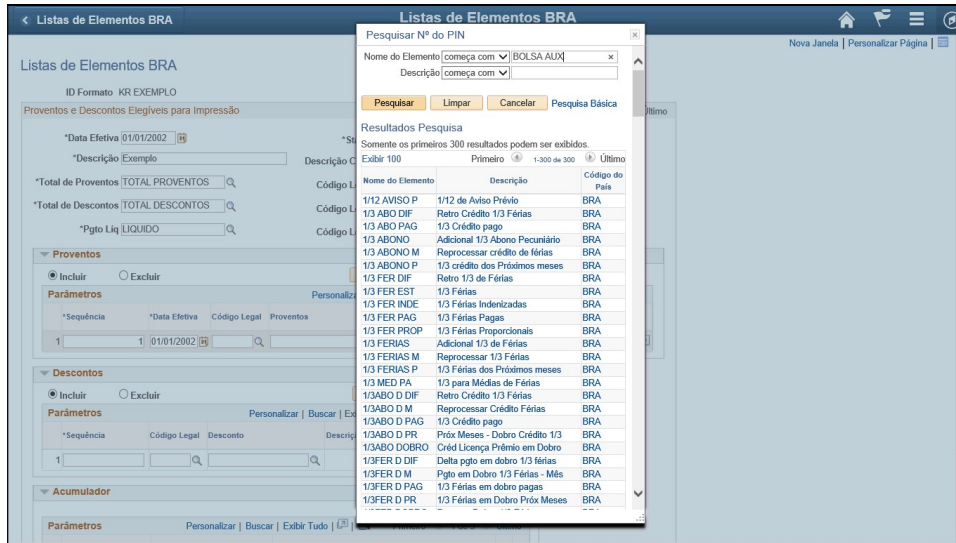 Listas de Elementos BRA
Listas de Elementos BRA
Nova Janela | Personalizar Página |
Listas de Elementos BRA
ID Formato KR EXEMPLO
Proventos e Descontos Elegíveis para Impressão
Último
*Data Efetiva 01/01/2002
*Descrição Exemplo
Descrição
*Total de Proventos TOTAL PROVENTOS
Código
*Total de Descontos TOTAL DESCONTOS
Código
*Pgto Liq LIQUIDO
Código
Proventos
Incluir Excluir
Parâmetros
*Sequência *Data Efetiva Código Legal Proventos
1 1 01/01/2002
Descontos
Incluir Excluir
Parâmetros Personalizar | Buscar |
*Sequência Código Legal Desconto
1
Acumulador
Parâmetros Personalizar | Buscar | Exibir Tudo |
Pesquisar Nº do PIN
Nome do Elemento começa com BOLSA AUX
Descrição começa com
Pesquisar Limpar Cancelar Pesquisa Básica
Resultados Pesquisa
Somente os primeiros 300 resultados podem ser exibidos.
Exibir 100 Primeiro 1-300 de 300 Último
Nome do Elemento Descrição Código do País
1/12 AVISO P 1/12 de Aviso Prévio BRA
1/3 ABO DIF Retro Crédito 1/3 Férias BRA
1/3 ABO PAG 1/3 Crédito pago BRA
1/3 ABONO Adicional 1/3 Abono Pecuniário BRA
1/3 ABONO M Reprocessar crédito de férias BRA
1/3 ABONO P 1/3 crédito dos Próximos meses BRA
1/3 FER DIF Retro 1/3 de Férias BRA
1/3 FER EST 1/3 Férias BRA
1/3 FER INDE 1/3 Férias Indenizadas BRA
1/3 FER PAG 1/3 Férias Pagas BRA
1/3 FER PROP 1/3 Férias Proporcionais BRA
1/3 FERIAS Adicional 1/3 de Férias BRA
1/3 FERIAS M Reprocessar 1/3 Férias BRA
1/3 FERIAS P 1/3 Férias dos Próximos meses BRA
1/3 MED PA 1/3 para Médias de Férias BRA
1/3ABO D DIF Retro Crédito 1/3 Férias BRA
1/3ABO D M Reprocessar Crédito Férias BRA
1/3ABO D PAG 1/3 Crédito pago BRA
1/3ABO D PR Próx Meses - Dobro Crédito 1/3 BRA
1/3ABO DOBRO Créd Licença Prêmio em Dobro BRA
1/3FER D DIF Delta pgto em dobro 1/3 férias BRA
1/3FER D M Pgto em Dobro 1/3 Férias - Mês BRA
1/3FER D PAG 1/3 Férias em dobro pagas BRA
1/3FER D PR 1/3 Férias em Dobro Próx Meses BRA